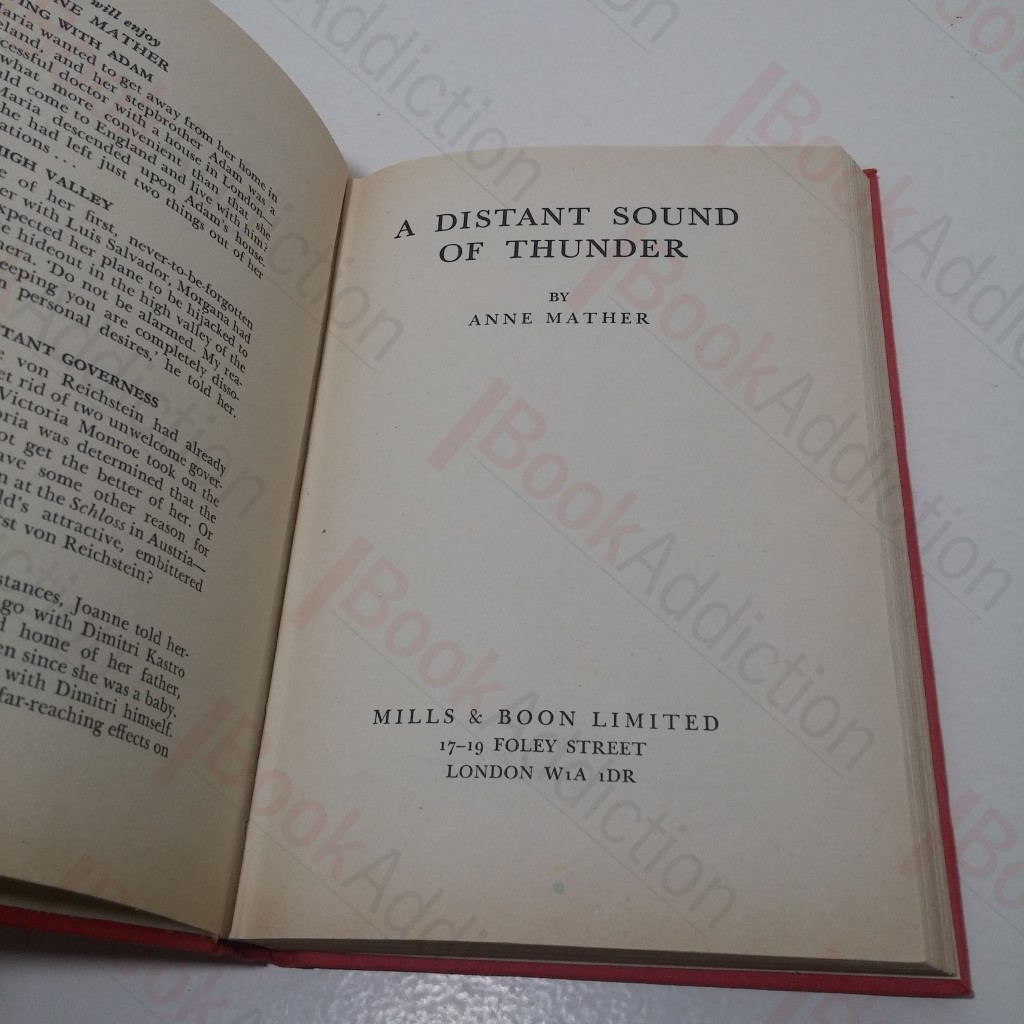 will enjoy
NE MATHER
ING WITH ADAM
Maria wanted to get away from her home in
eland, and her stepbrother Adam was a
ccessful doctor with a house in London—
what more convenient than that she
uld come to England and live with him?
Maria descended upon Adam's house.
he had left just two things out of her
ations ...
HIGH VALLEY
e of her first, never-to-be-forgotten
er with Luis Salvador, Morgana had
xpected her plane to be hijacked to
e hideout in the high valley of the
nera. 'Do not be alarmed. My rea-
eeping you are completely disso-
n personal desires,' he told her.
TANT GOVERNESS
von Reichstein had already
et rid of two unwelcome gover-
Victoria Monroe took on the
oria was determined that the
ot get the better of her. Or
ave some other reason for
n at the Schloss in Austria—
ld's attractive, embittered
rst von Reichstein?
stances, Joanne told her-
go with Dimitri Kastro
d home of her father,
en since she was a baby.
with Dimitri himself.
far-reaching effects on
A DISTANT SOUND
OF THUNDER
BY
ANNE MATHER
MILLS & BOON LIMITED
17–19 FOLEY STREET
LONDON W1A 1DR
BookAddiction